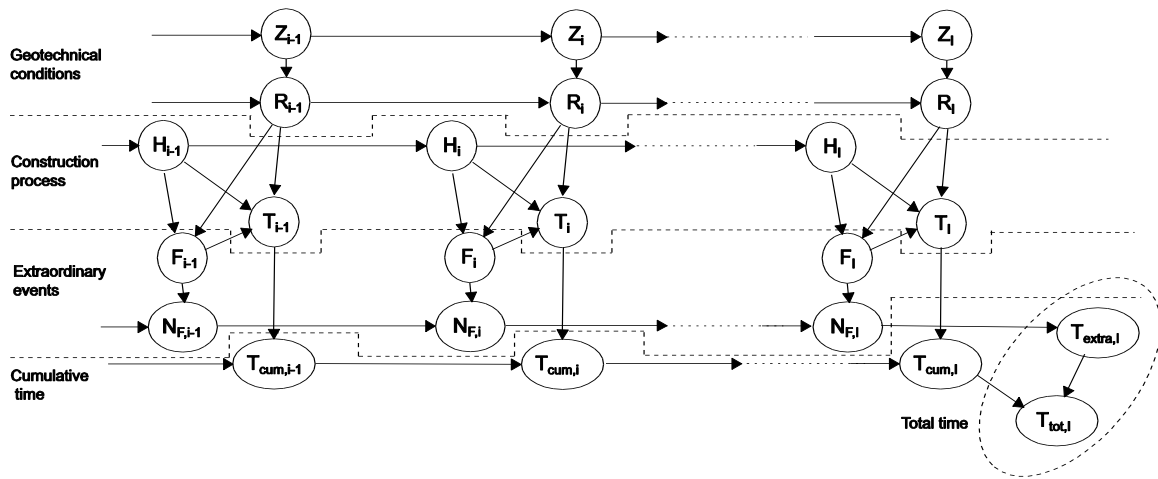 Z_{i-1} Z_i Z_I
Geotechnical
conditions
R_{i-1} R_i R_I
H_{i-1} H_i H_I
Construction
process
T_{i-1} T_i T_I
F_{i-1} F_i F_I
Extraordinary
events
N_{F,i-1} N_{F,i} N_{F,I} T_{extra,I}
T_{cum,i-1} T_{cum,i} T_{cum,I}
Cumulative
time
Total time T_{tot,I}